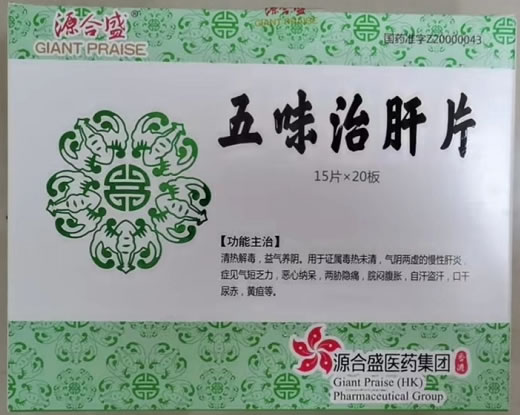 源合盛®
GIANT PRAISE
国药准字Z20000043
五味治肝片
15片×20板
【功能主治】
清热解毒，益气养阴。用于证属毒热未清，气阴两虚的慢性肝炎，
症见气短乏力，恶心纳呆，两胁隐痛，脘闷腹胀，自汗盗汗，口干
尿赤，黄疸等。
源合盛医药集团
香港
Giant Praise (HK)
Pharmaceutical Group